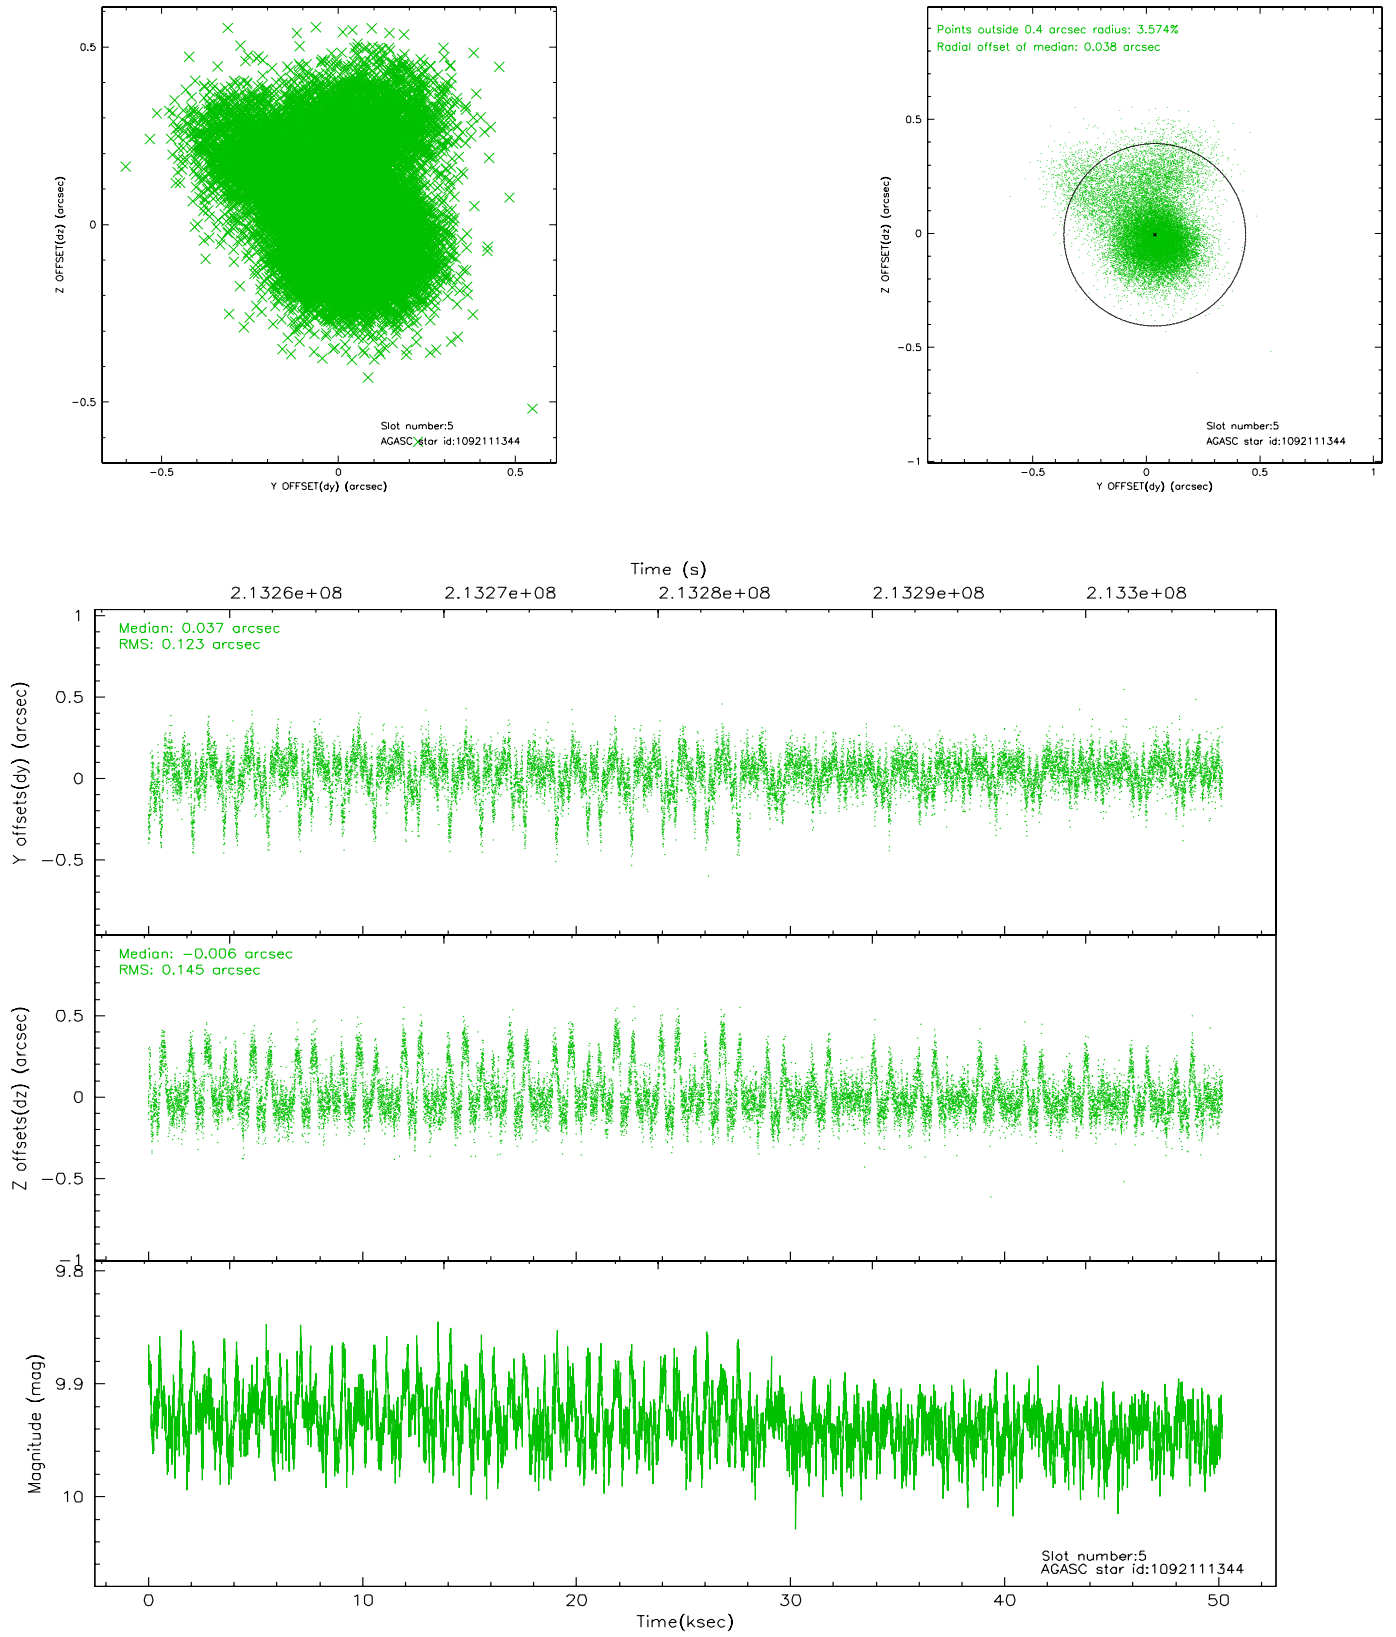 0.5
0
-0.5
Z OFFSET(dz) (arcsec)
Slot number:5
AGASC star id:1092111344
-0.5 0 0.5
Y OFFSET(dy) (arcsec)
Points outside 0.4 arcsec radius: 3.574%
Radial offset of median: 0.038 arcsec
0.5
0
-0.5
-1
Z OFFSET(dz) (arcsec)
Slot number:5
AGASC star id:1092111344
-0.5 0 0.5 1
Y OFFSET(dy) (arcsec)
Time (s)
2.1326e+08 2.1327e+08 2.1328e+08 2.1329e+08 2.133e+08
Median: 0.037 arcsec
RMS: 0.123 arcsec
1
0.5
0
-0.5
Y offsets(dy) (arcsec)
Median: -0.006 arcsec
RMS: 0.145 arcsec
0.5
0
-0.5
-1
Z offsets(dz) (arcsec)
9.8
9.9
10
Magnitude (mag)
Slot number:5
AGASC star id:1092111344
0 10 20 30 40 50
Time(ksec)